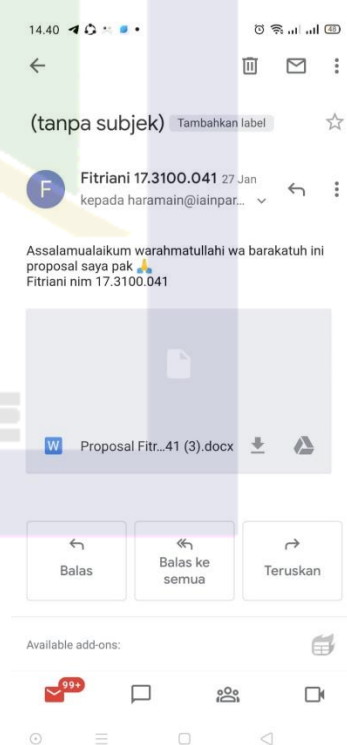 14.40
48
(tanpa subjek) Tambahkan label
F
Fitriani 17.3100.041 27 Jan
kepada haramain@iainpar...
Assalamualaikum warahmatullahi wa barakatuh ini
proposal saya pak 🙏
Fitriani nim 17.3100.041
W Proposal Fitr...41 (3).docx
Balas
Balas ke
semua
Teruskan
Available add-ons:
99+